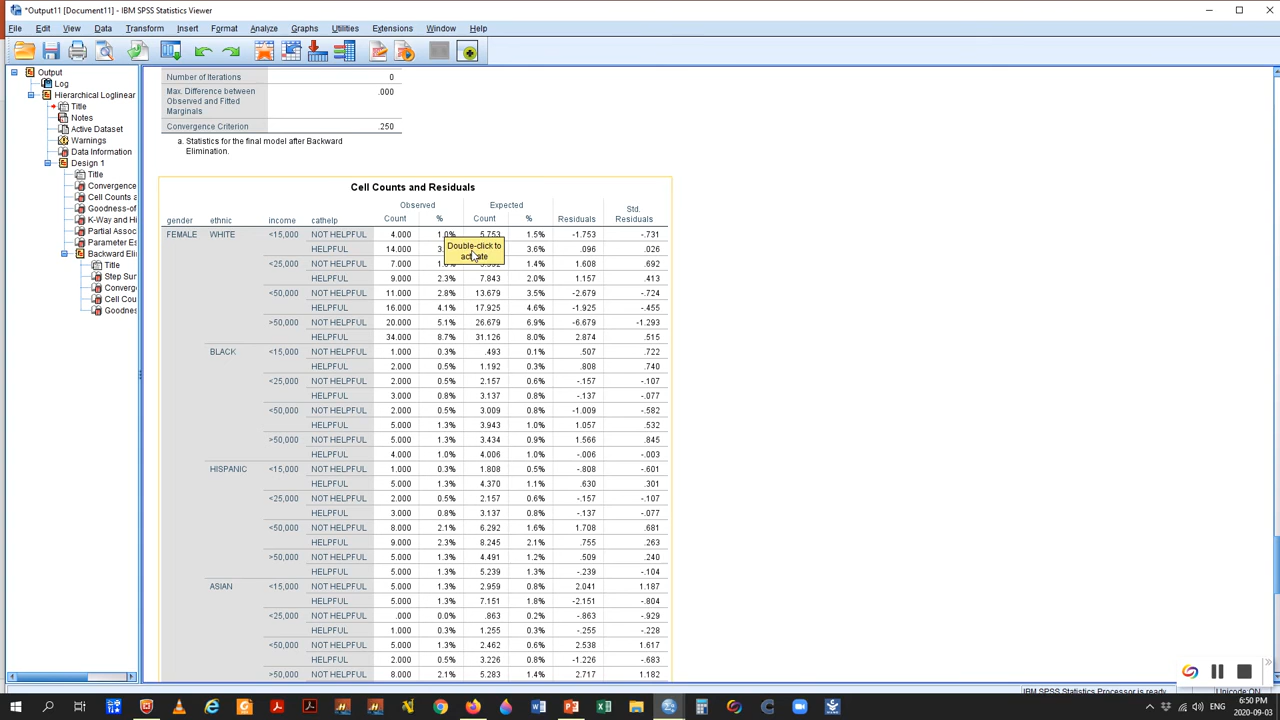 *Output11 [Document11] - IBM SPSS Statistics Viewer
File Edit View Data Transform Insert Format Analyze Graphs Utilities Extensions Window Help
Output
Log
Hierarchical Loglinear
Title
Notes
Active Dataset
Warnings
Data Information
Design 1
Title
Convergence
Cell Counts a
Goodness-of
K-Way and Hi
Partial Assoc
Parameter Es
Backward Eli
Title
Step Sum
Converg
Cell Cou
Goodnes
Number of Iterations 0
Max. Difference between Observed and Fitted Marginals .000
Convergence Criterion .250
a. Statistics for the final model after Backward
Elimination.
Cell Counts and Residuals
Observed Expected
gender ethnic income cathelp Count % Count % Residuals Std. Residuals
FEMALE WHITE <15,000 NOT HELPFUL 4.000 1.0% 5.753 1.5% -1.753 -.731
HELPFUL 14.000 3.6% .096 .026
<25,000 NOT HELPFUL 7.000 1.4% 1.608 .692
HELPFUL 9.000 2.3% 7.843 2.0% 1.157 .413
<50,000 NOT HELPFUL 11.000 2.8% 13.679 3.5% -2.679 -.724
HELPFUL 16.000 4.1% 17.925 4.6% -1.925 -.455
>50,000 NOT HELPFUL 20.000 5.1% 26.679 6.9% -6.679 -1.293
HELPFUL 34.000 8.7% 31.126 8.0% 2.874 .515
BLACK <15,000 NOT HELPFUL 1.000 0.3% .493 0.1% .507 .722
HELPFUL 2.000 0.5% 1.192 0.3% .808 .740
<25,000 NOT HELPFUL 2.000 0.5% 2.157 0.6% -.157 -.107
HELPFUL 3.000 0.8% 3.137 0.8% -.137 -.077
<50,000 NOT HELPFUL 2.000 0.5% 3.009 0.8% -1.009 -.582
HELPFUL 5.000 1.3% 3.943 1.0% 1.057 .532
>50,000 NOT HELPFUL 5.000 1.3% 3.434 0.9% 1.566 .845
HELPFUL 4.000 1.0% 4.006 1.0% -.006 -.003
HISPANIC <15,000 NOT HELPFUL 1.000 0.3% 1.808 0.5% -.808 -.601
HELPFUL 5.000 1.3% 4.370 1.1% .630 .301
<25,000 NOT HELPFUL 2.000 0.5% 2.157 0.6% -.157 -.107
HELPFUL 3.000 0.8% 3.137 0.8% -.137 -.077
<50,000 NOT HELPFUL 8.000 2.1% 6.292 1.6% 1.708 .681
HELPFUL 9.000 2.3% 8.245 2.1% .755 .263
>50,000 NOT HELPFUL 5.000 1.3% 4.491 1.2% .509 .240
HELPFUL 5.000 1.3% 5.239 1.3% -.239 -.104
ASIAN <15,000 NOT HELPFUL 5.000 1.3% 2.959 0.8% 2.041 1.187
HELPFUL 5.000 1.3% 7.151 1.8% -2.151 -.804
<25,000 NOT HELPFUL .000 0.0% .863 0.2% -.863 -.929
HELPFUL 1.000 0.3% 1.255 0.3% -.255 -.228
<50,000 NOT HELPFUL 5.000 1.3% 2.462 0.6% 2.538 1.617
HELPFUL 2.000 0.5% 3.226 0.8% -1.226 -.683
>50,000 NOT HELPFUL 8.000 2.1% 5.283 1.4% 2.717 1.182
Double-click to
activate
IBM SPSS Statistics Processor is ready
Unicode:ON
ENG
6:50 PM
2020-09-03